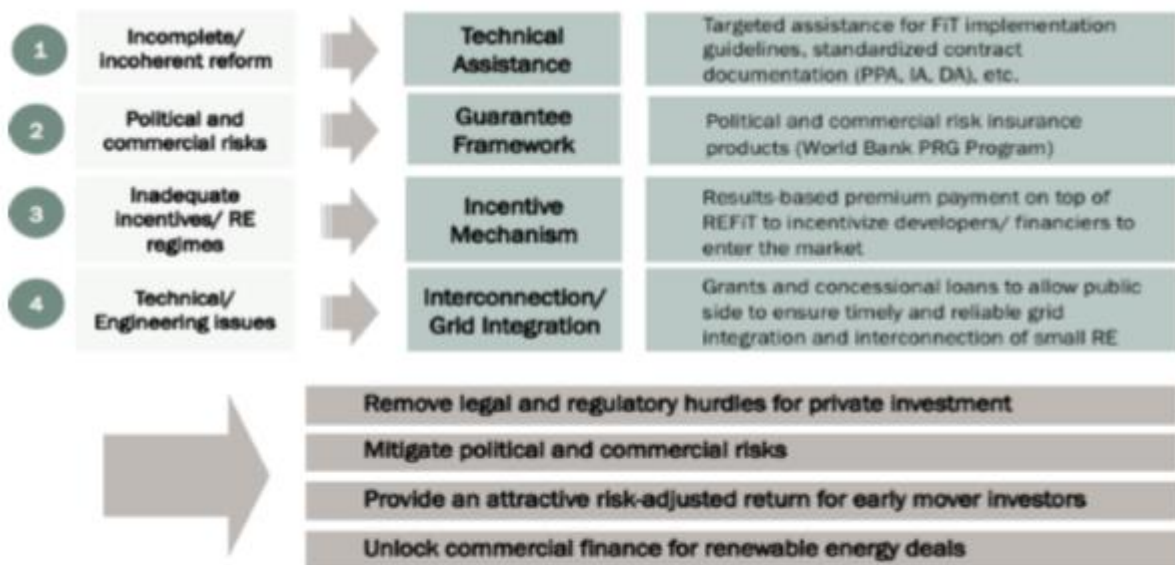 1
Incomplete/
incoherent reform
Technical
Assistance
Targeted assistance for FiT implementation
guidelines, standardized contract
documentation (PPA, IA, DA), etc.
2
Political and
commercial risks
Guarantee
Framework
Political and commercial risk insurance
products (World Bank PRG Program)
3
Inadequate
incentives/ RE
regimes
Incentive
Mechanism
Results-based premium payment on top of
REFiT to incentivize developers/ financiers to
enter the market
4
Technical/
Engineering issues
Interconnection/
Grid Integration
Grants and concessional loans to allow public
side to ensure timely and reliable grid
integration and interconnection of small RE
Remove legal and regulatory hurdles for private investment
Mitigate political and commercial risks
Provide an attractive risk-adjusted return for early mover investors
Unlock commercial finance for renewable energy deals